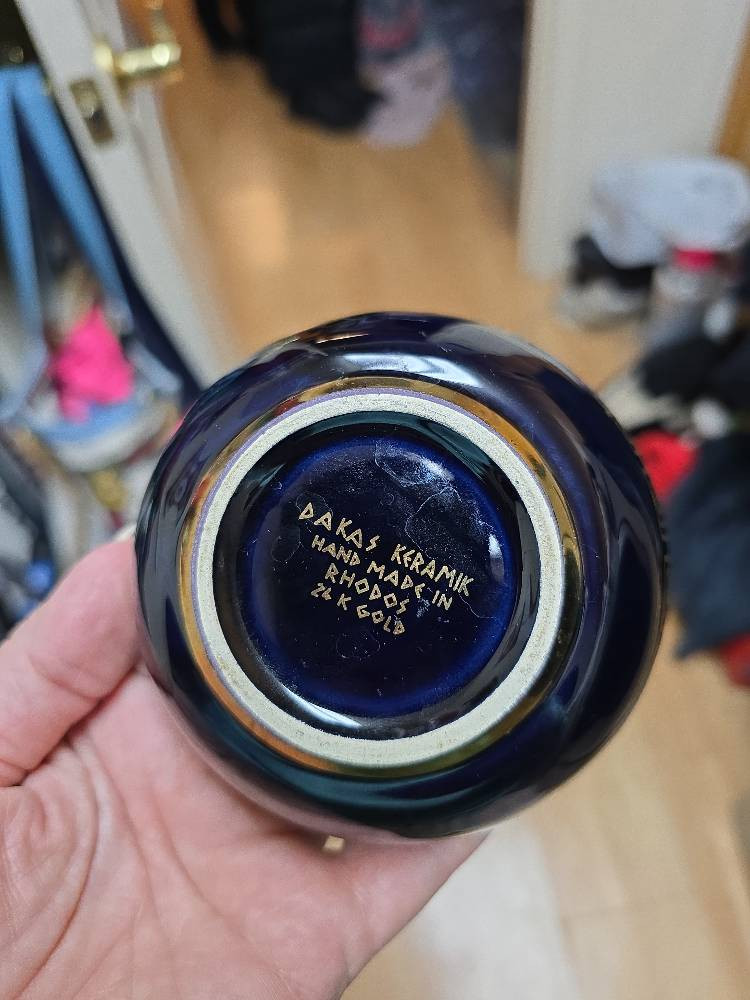 DAKAS KERAMIK
HAND MADE IN
RHODOS
24 K GOLD